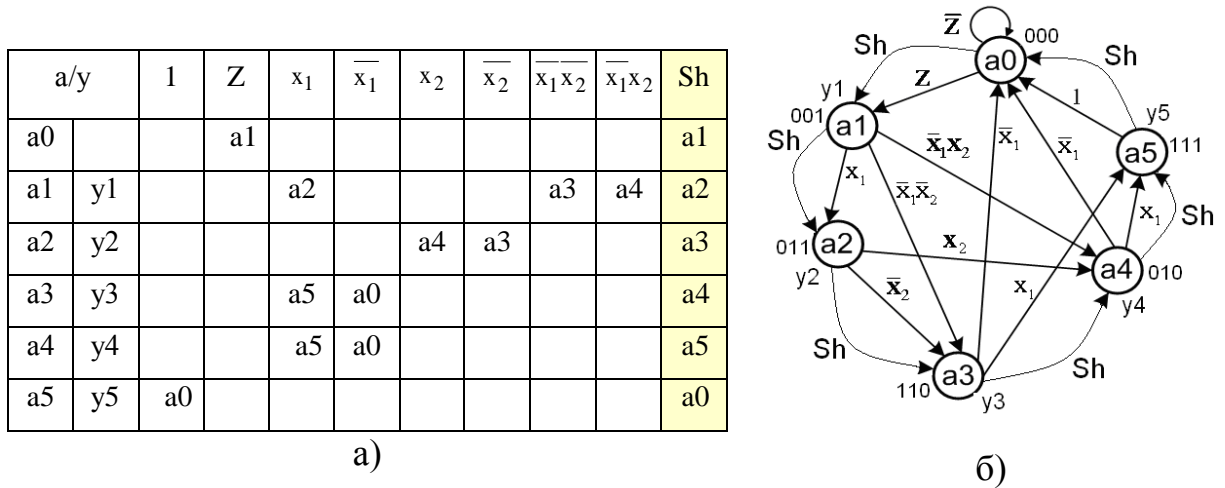 a/y 1 Z x₁ x̅₁ x₂ x̅₂ x̅₁x̅₂ x̅₁x₂ Sh
a0 a1 a1
a1 y1 a2 a3 a4 a2
a2 y2 a4 a3 a3
a3 y3 a5 a0 a4
a4 y4 a5 a0 a5
a5 y5 a0 a0
а)
Z̅
000
Sh
a0
Sh
Z
y1
1
y5
001
a1
x̅₁x₂
x̅₁
x̅₁
a5
111
Sh
x₁
x̅₁x̅₂
x₁
Sh
011
a2
x₂
a4
010
y2
x̅₂
x₁
y4
Sh
a3
Sh
110
y3
б)